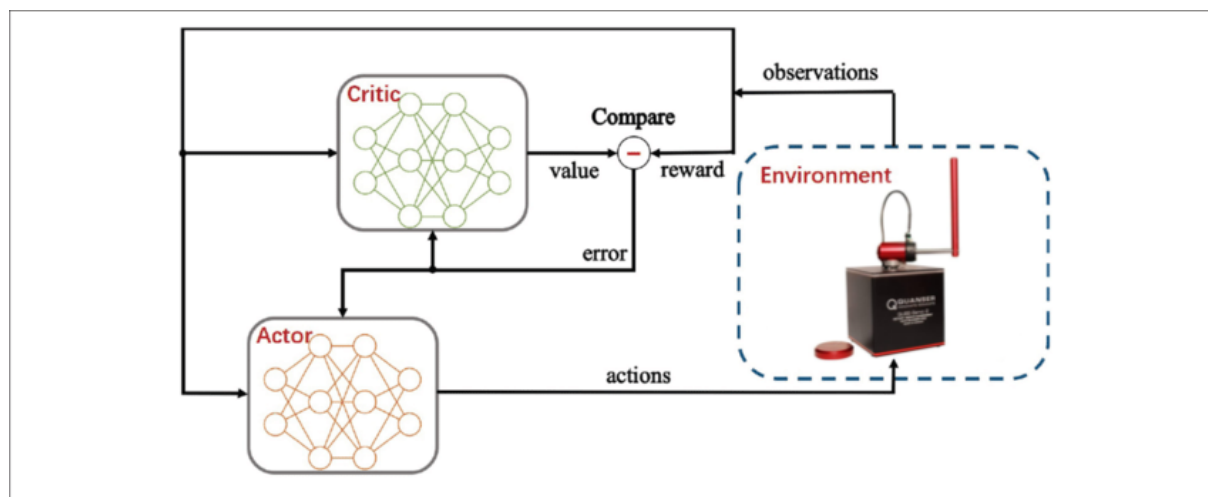 observations
Critic
Compare
value
reward
Environment
error
QUANSER
Actor
actions